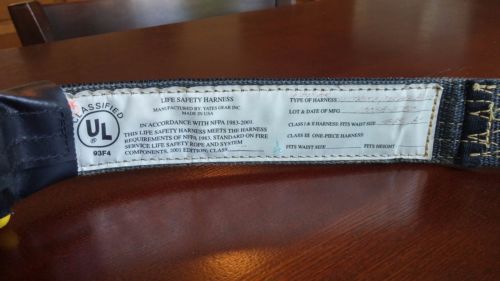 CLASSIFIED
UL
93F4
LIFE SAFETY HARNESS
MANUFACTURED BY: YATES GEAR INC
MADE IN USA
IN ACCORDANCE WITH NFPA 1983-2001.
THIS LIFE SAFETY HARNESS MEETS THE HARNESS
REQUIREMENTS OF NFPA 1983, STANDARD ON FIRE
SERVICE LIFE SAFETY ROPE AND SYSTEM
COMPONENTS, 2001 EDITION; CLASS
TYPE OF HARNESS
LOT & DATE OF MFG
CLASS I & II HARNESS: FITS WAIST SIZE
CLASS III ONE-PIECE HARNESS
FITS WAIST SIZE FITS HEIGHT